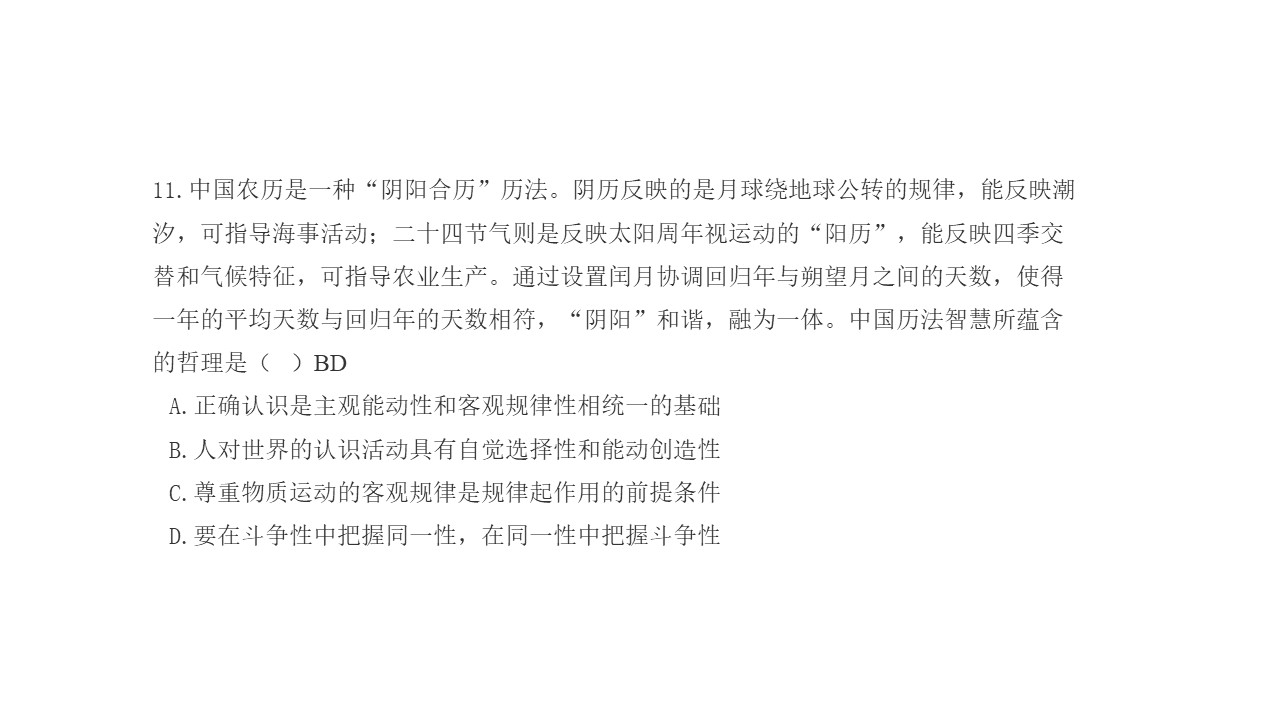 11.中国农历是一种“阴阳合历”历法。阴历反映的是月球绕地球公转的规律，能反映潮
汐，可指导海事活动；二十四节气则是反映太阳周年视运动的“阳历”，能反映四季交
替和气候特征，可指导农业生产。通过设置闰月协调回归年与朔望月之间的天数，使得
一年的平均天数与回归年的天数相符，“阴阳”和谐，融为一体。中国历法智慧所蕴含
的哲理是（ ）BD
A.正确认识是主观能动性和客观规律性相统一的基础
B.人对世界的认识活动具有自觉选择性和能动创造性
C.尊重物质运动的客观规律是规律起作用的前提条件
D.要在斗争性中把握同一性，在同一性中把握斗争性